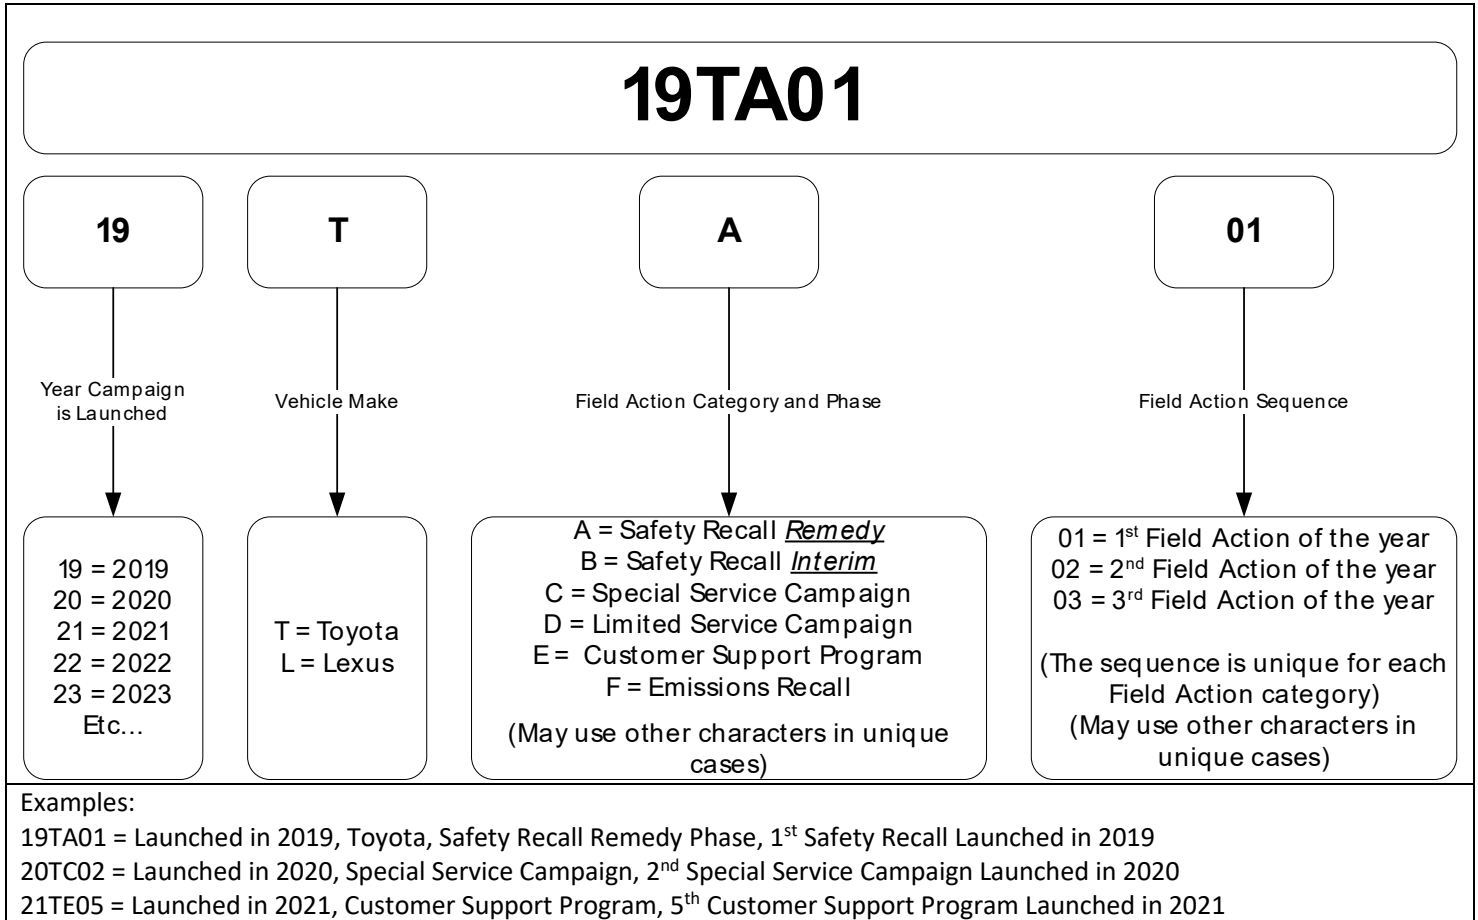 19TA01
19
T
A
01
Year Campaign
is Launched
Vehicle Make
Field Action Category and Phase
Field Action Sequence
19 = 2019
20 = 2020
21 = 2021
22 = 2022
23 = 2023
Etc...
T = Toyota
L = Lexus
A = Safety Recall Remedy
B = Safety Recall Interim
C = Special Service Campaign
D = Limited Service Campaign
E = Customer Support Program
F = Emissions Recall
(May use other characters in unique
cases)
01 = 1st Field Action of the year
02 = 2nd Field Action of the year
03 = 3rd Field Action of the year
(The sequence is unique for each
Field Action category)
(May use other characters in
unique cases)
Examples:
19TA01 = Launched in 2019, Toyota, Safety Recall Remedy Phase, 1st Safety Recall Launched in 2019
20TC02 = Launched in 2020, Special Service Campaign, 2nd Special Service Campaign Launched in 2020
21TE05 = Launched in 2021, Customer Support Program, 5th Customer Support Program Launched in 2021